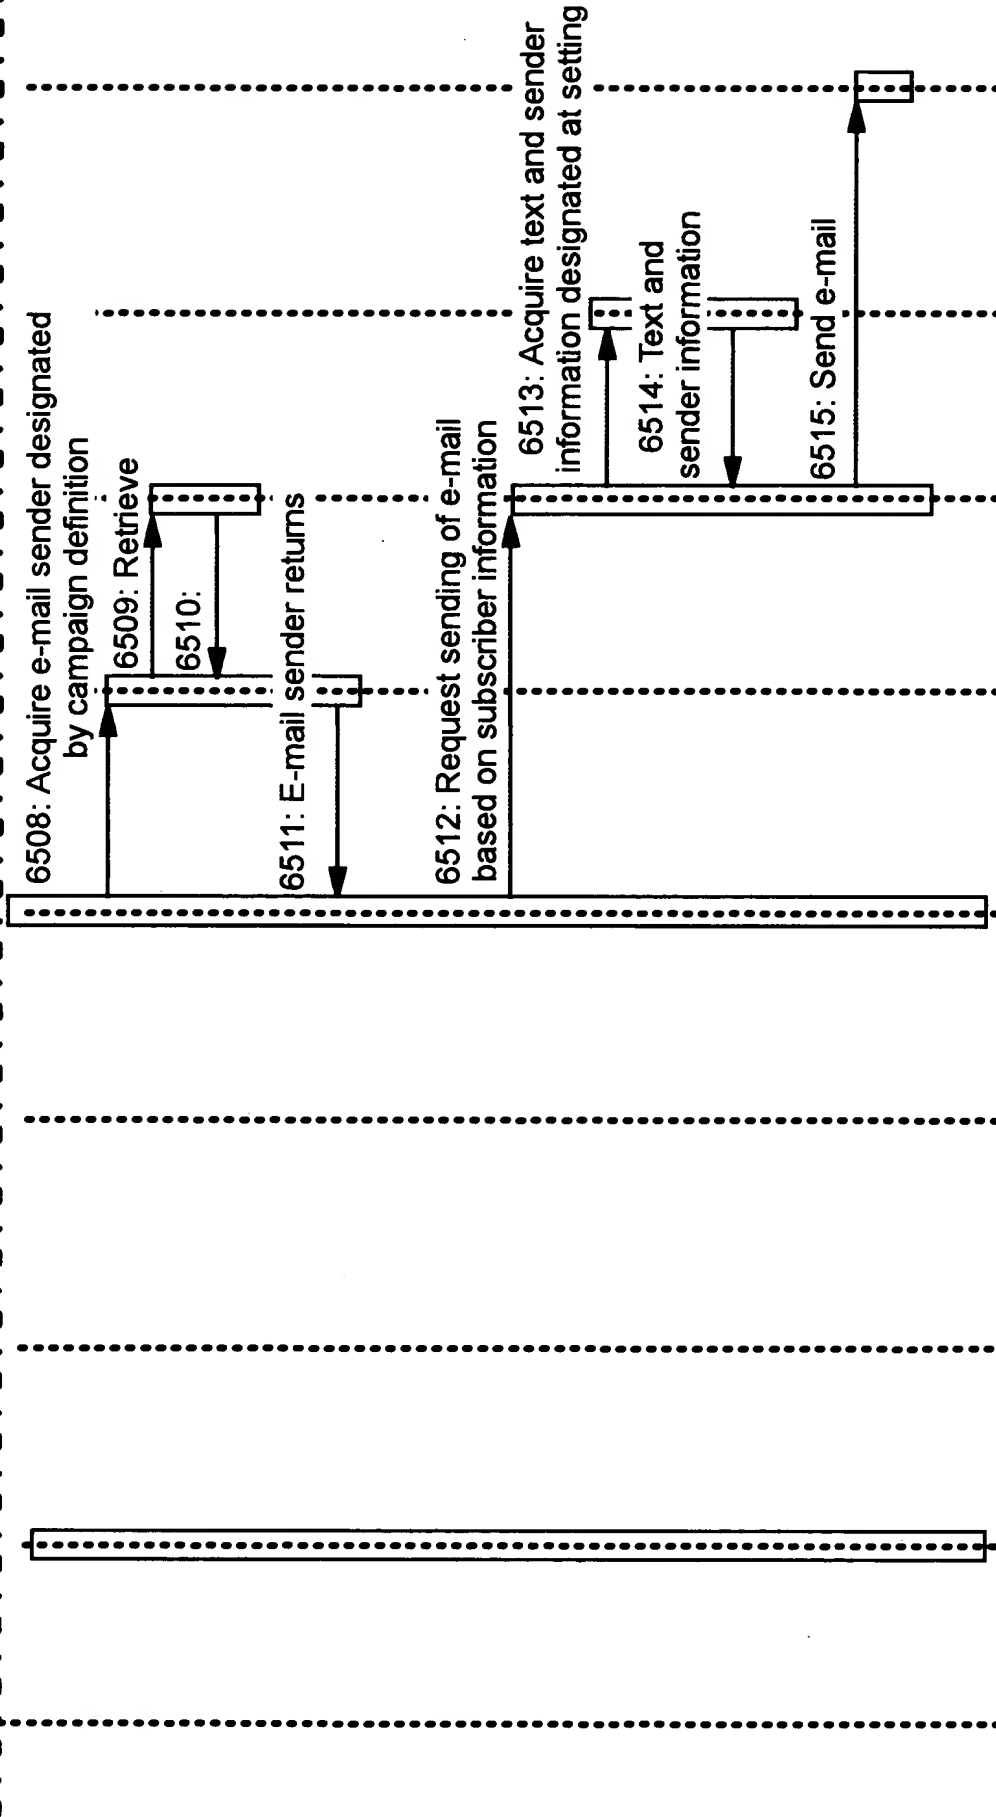 6508: Acquire e-mail sender designated
by campaign definition
6509: Retrieve
6510:
6511: E-mail sender returns
6512: Request sending of e-mail
based on subscriber information
6513: Acquire text and sender
information designated at setting
6514: Text and
sender information
6515: Send e-mail